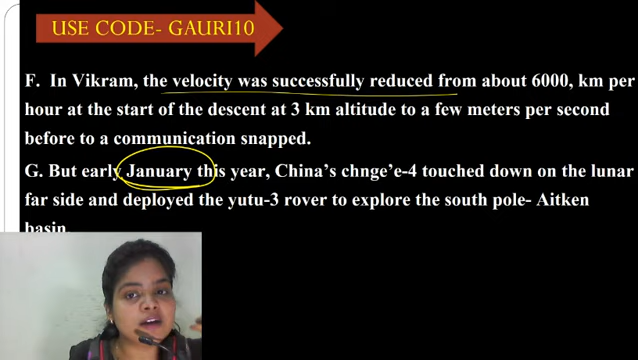 USE CODE- GAURI10
F. In Vikram, the velocity was successfully reduced from about 6000, km per
hour at the start of the descent at 3 km altitude to a few meters per second
before to a communication snapped.
G. But early January this year, China's chnge'e-4 touched down on the lunar
far side and deployed the yutu-3 rover to explore the south pole- Aitken
basin